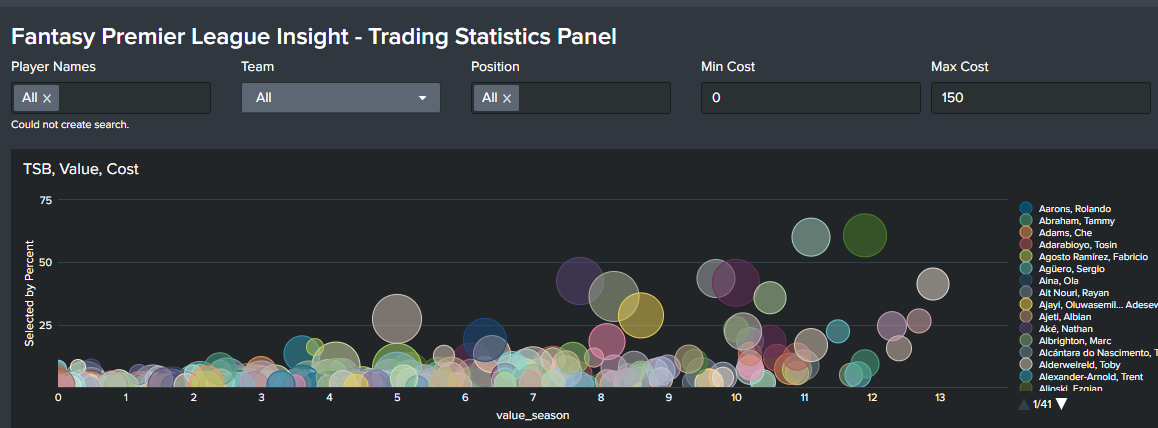 Fantasy Premier League Insight - Trading Statistics Panel
Player Names
Team
Position
Min Cost
Max Cost
All ×
All
All ×
0
150
Could not create search.
TSB, Value, Cost
Selected by Percent
75
50
25
0 1 2 3 4 5 6 7 8 9 10 11 12 13
value_season
Aarons, Rolando
Abraham, Tammy
Adams, Che
Adarabioyo, Tosin
Agosto Ramírez, Fabricio
Agüero, Sergio
Aina, Ola
Ait Nouri, Rayan
Ajayi, Oluwasemil... Adesew
Ajeti, Albian
Aké, Nathan
Albrighton, Marc
Alcántara do Nascimento, T
Alderweireld, Toby
Alexander-Arnold, Trent
Alioski, Ezgjan
1/41